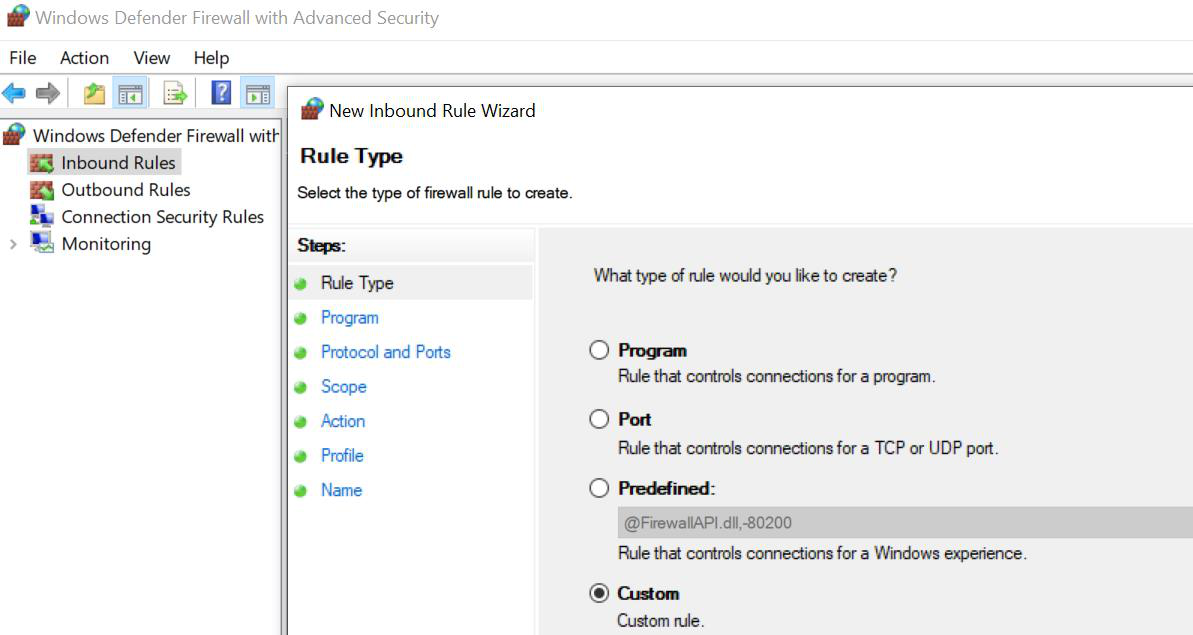 Windows Defender Firewall with Advanced Security
File Action View Help
New Inbound Rule Wizard
Windows Defender Firewall with
Inbound Rules
Outbound Rules
Connection Security Rules
Monitoring
Rule Type
Select the type of firewall rule to create.
Steps:
Rule Type
Program
Protocol and Ports
Scope
Action
Profile
Name
What type of rule would you like to create?
Program
Rule that controls connections for a program.
Port
Rule that controls connections for a TCP or UDP port.
Predefined:
@FirewallAPI.dll,-80200
Rule that controls connections for a Windows experience.
Custom
Custom rule.